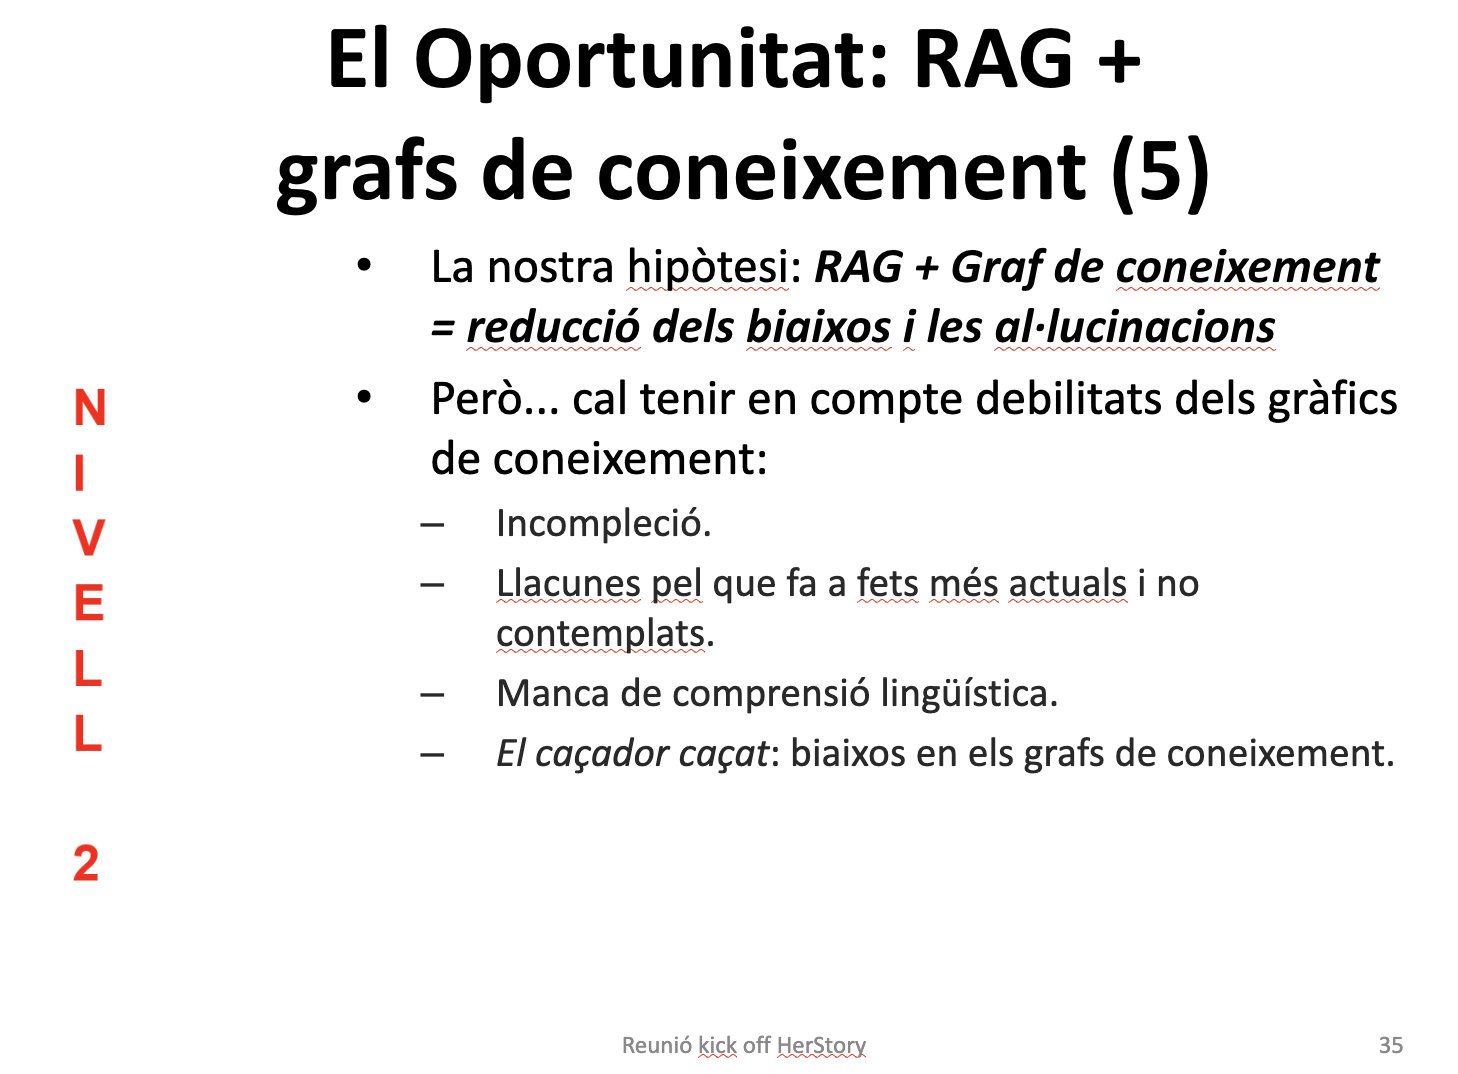 El Oportunitat: RAG +
grafs de coneixement (5)
• La nostra hipòtesi: RAG + Graf de coneixement
= reducció dels biaixos i les al·lucinacions
• Però... cal tenir en compte debilitats dels gràfics
de coneixement:
– Incompleció.
– Llacunes pel que fa a fets més actuals i no
contemplats.
– Manca de comprensió lingüística.
– El caçador caçat: biaixos en els grafs de coneixement.
N
I
V
E
L
L
2
Reunió kick off HerStory
35